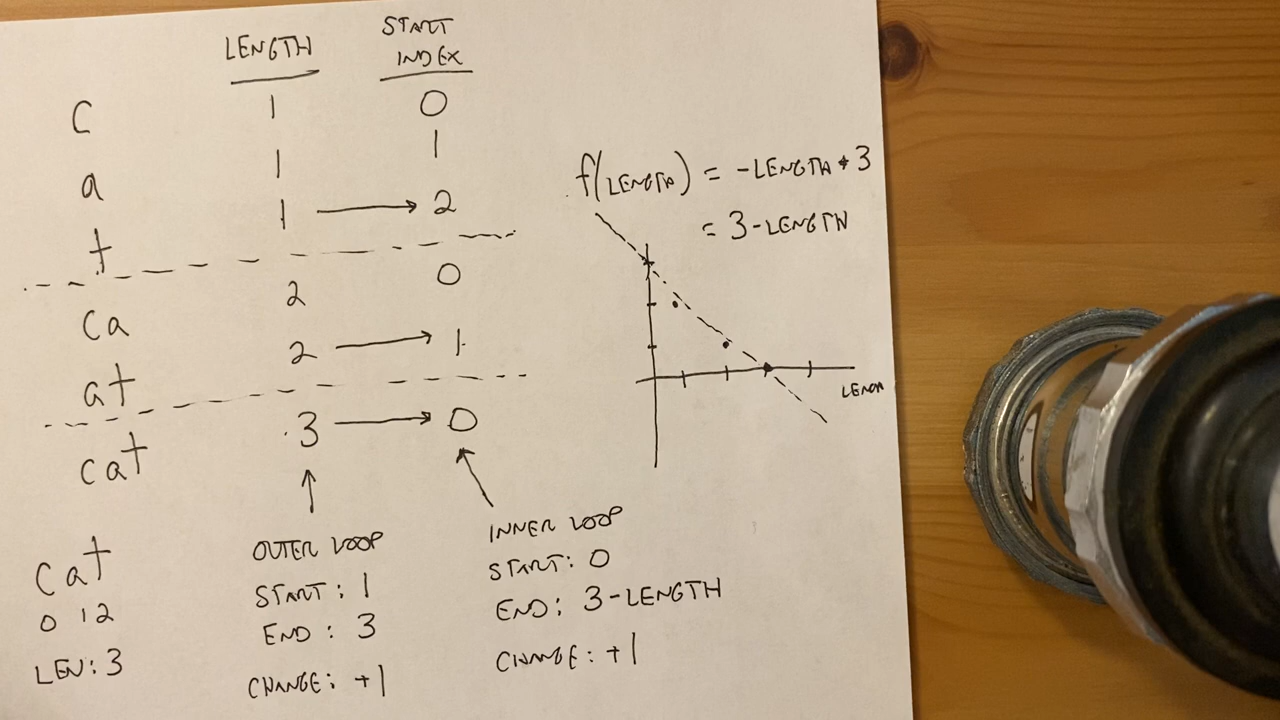 LENGTH START INDEX
C 1 0
a 1 1
t 1 → 2
ca 2 0
at 2 → 1
cat 3 → 0
f(LENGTH) = -LENGTH + 3
= 3-LENGTH
cat
0 1 2
LEN: 3
OUTER LOOP
START: 1
END: 3
CHANGE: +1
INNER LOOP
START: 0
END: 3-LENGTH
CHANGE: +1